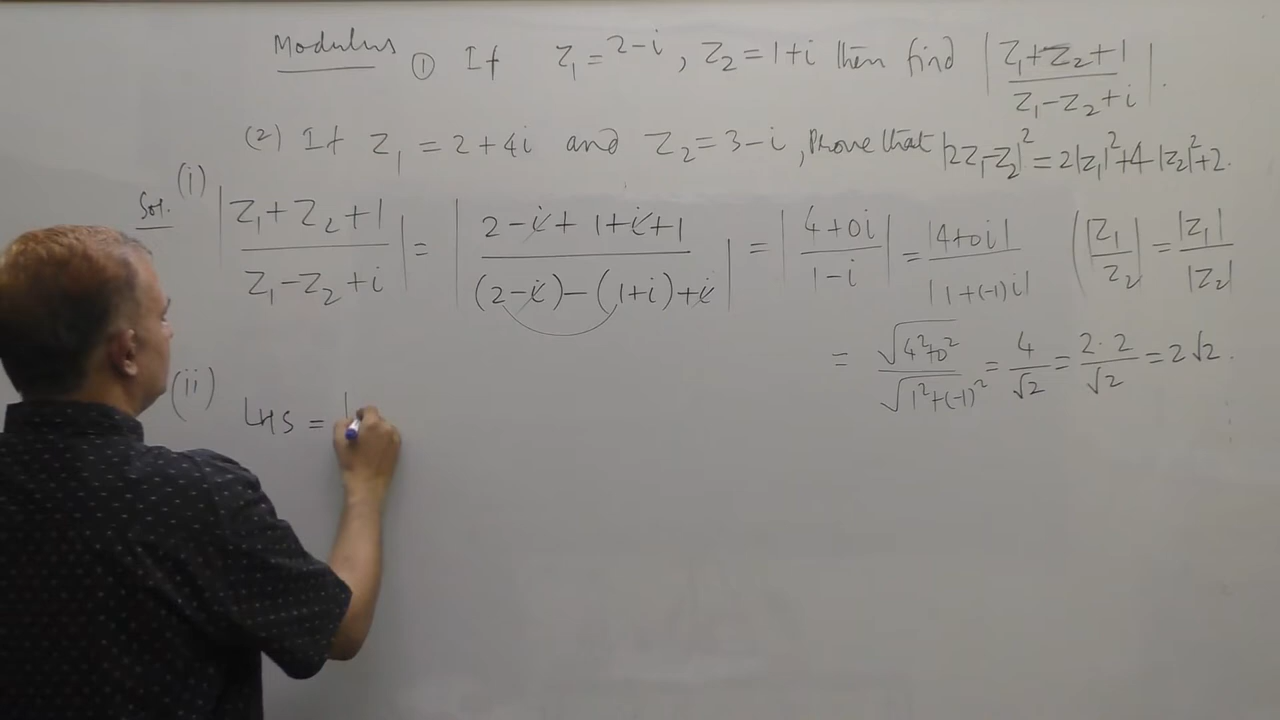 Modulus ① If Z₁ = 2-i, Z₂ = 1+i then find |(Z₁+Z₂+1)/(Z₁-Z₂+i)|.
(2) If Z₁ = 2+4i and Z₂ = 3-i, Prove that |2Z₁-Z₂|² = 2|Z₁|²+4|Z₂|²+2.
Sol. (i) |(Z₁+Z₂+1)/(Z₁-Z₂+i)| = |(2-i+1+i+1)/((2-i)-(1+i)+i)| = |(4+0i)/(1-i)| = |4+0i|/|1+(-1)i| (|Z₁/Z₂| = |Z₁|/|Z₂|
= √(4²+0²)/√(1²+(-1)²) = 4/√2 = 2·2/√2 = 2√2.
(ii) LHS = |